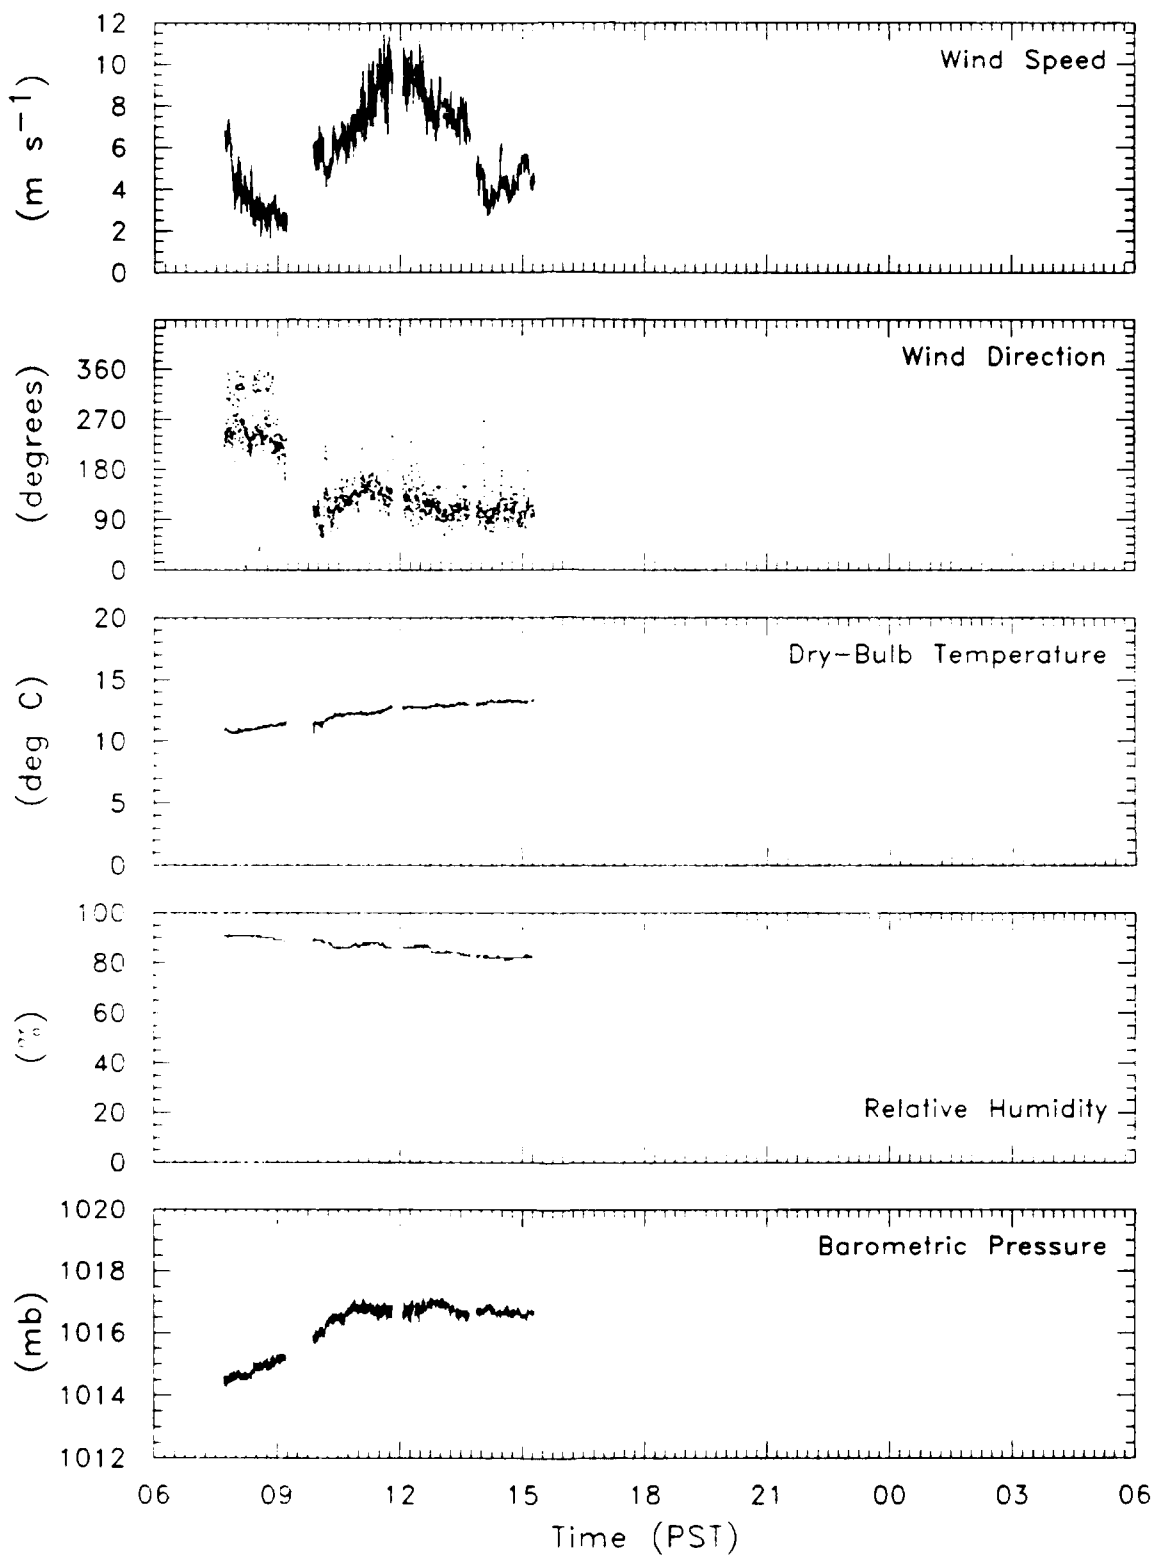 12
10
8
6
4
2
0
(m s−1)
Wind Speed
360
270
180
90
0
(degrees)
Wind Direction
20
15
10
5
0
(deg C)
Dry−Bulb Temperature
100
80
60
40
20
0
(%)
Relative Humidity
1020
1018
1016
1014
1012
(mb)
Barometric Pressure
06 09 12 15 18 21 00 03 06
Time (PST)